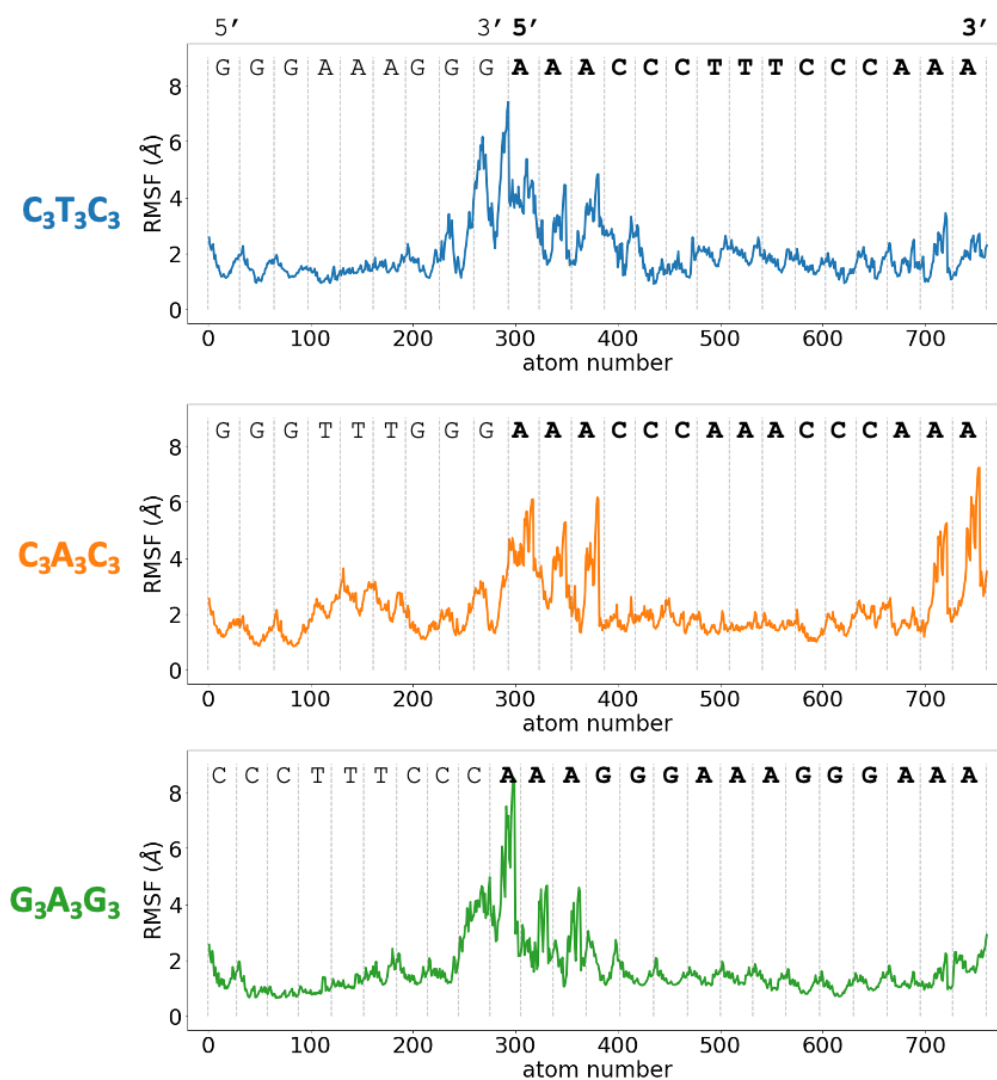 5′ 3′ 5′ 3′
G G G A A A G G G A A A C C C T T T C C C A A A
8
6
4
2
0
RMSF (Å)
C₃T₃C₃
0 100 200 300 400 500 600 700
atom number
G G G T T T G G G A A A C C C A A A C C C A A A
8
6
4
2
0
RMSF (Å)
C₃A₃C₃
0 100 200 300 400 500 600 700
atom number
C C C T T T C C C A A A G G G A A A G G G A A A
8
6
4
2
0
RMSF (Å)
G₃A₃G₃
0 100 200 300 400 500 600 700
atom number